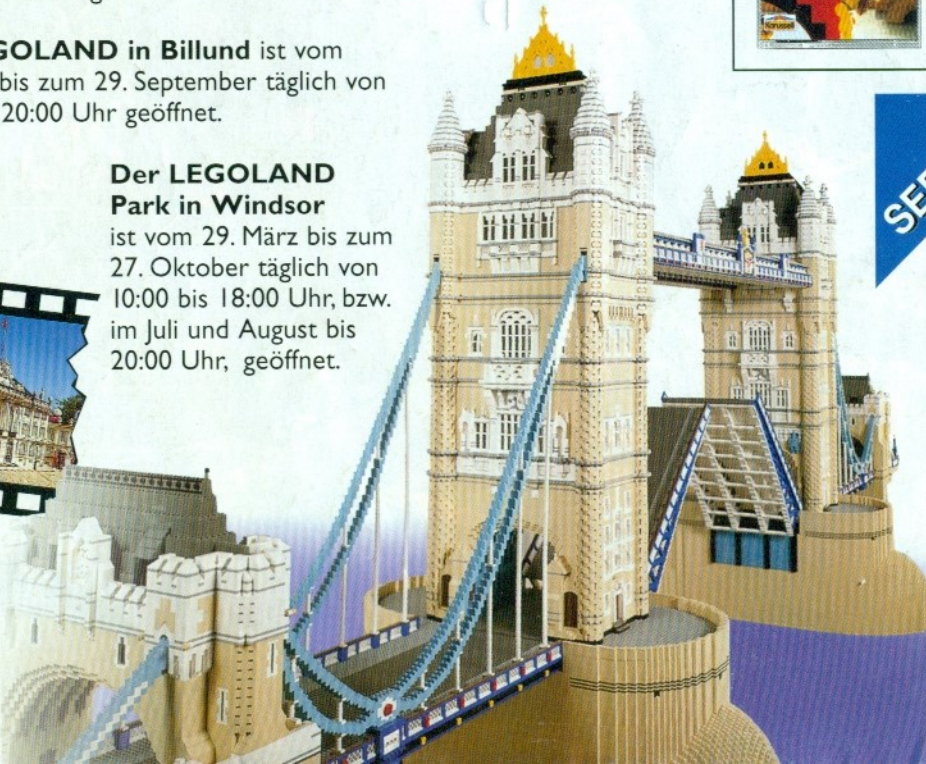 GOLAND in Billund ist vom
bis zum 29. September täglich von
20:00 Uhr geöffnet.
Der LEGOLAND
Park in Windsor
ist vom 29. März bis zum
27. Oktober täglich von
10:00 bis 18:00 Uhr, bzw.
im Juli und August bis
20:00 Uhr, geöffnet.
SE